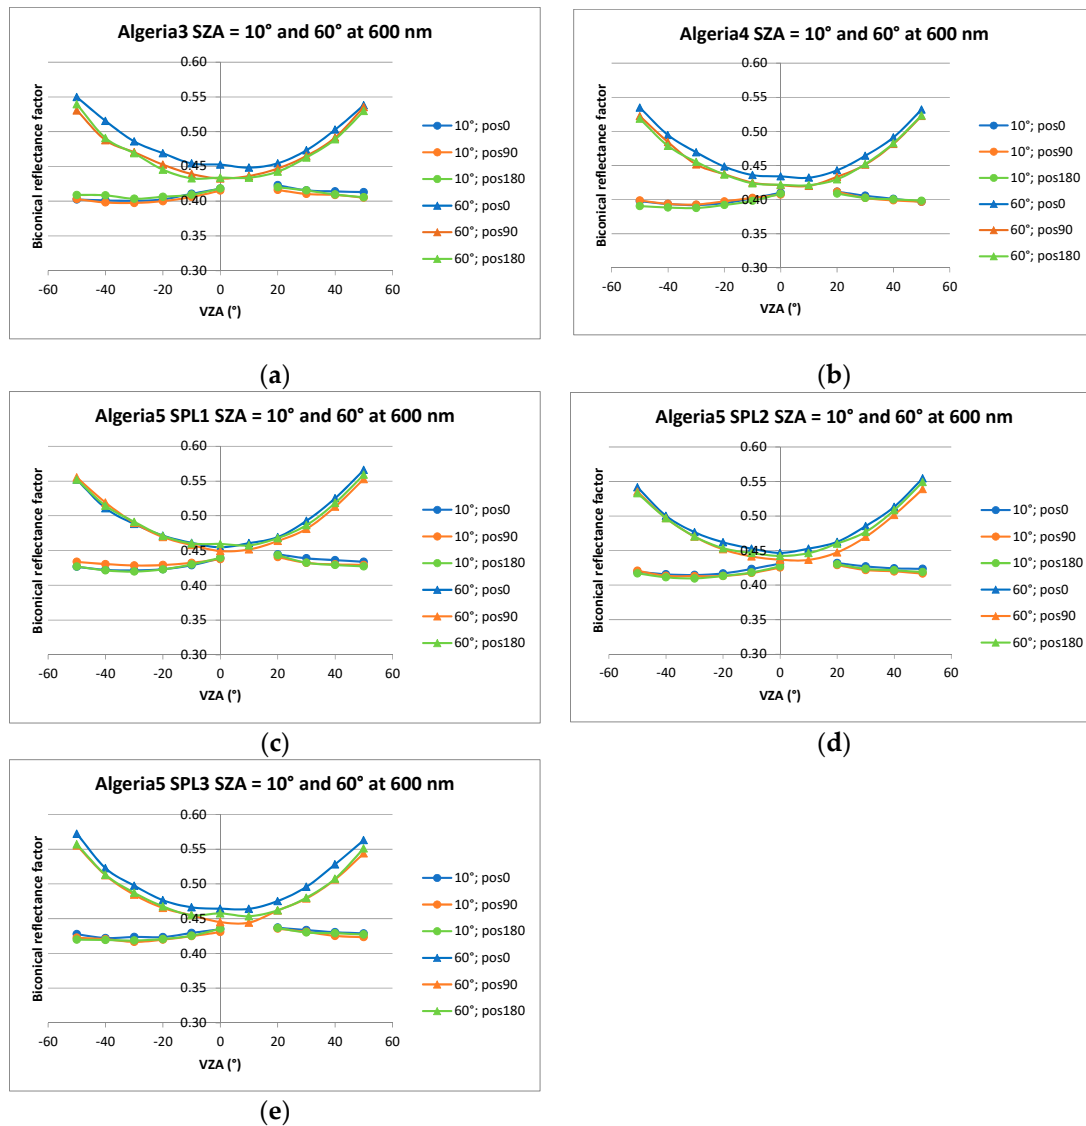 Algeria3 SZA = 10° and 60° at 600 nm
Biconical reflectance factor
0.60
0.55
0.50
0.45
0.40
0.35
0.30
-60 -40 -20 0 20 40 60
VZA (°)
10°; pos0
10°; pos90
10°; pos180
60°; pos0
60°; pos90
60°; pos180
(a)
Algeria4 SZA = 10° and 60° at 600 nm
Biconical reflectance factor
0.60
0.55
0.50
0.45
0.40
0.35
0.30
-60 -40 -20 0 20 40 60
VZA (°)
10°; pos0
10°; pos90
10°; pos180
60°; pos0
60°; pos90
60°; pos180
(b)
Algeria5 SPL1 SZA = 10° and 60° at 600 nm
Biconical reflectance factor
0.60
0.55
0.50
0.45
0.40
0.35
0.30
-60 -40 -20 0 20 40 60
VZA (°)
10°; pos0
10°; pos90
10°; pos180
60°; pos0
60°; pos90
60°; pos180
(c)
Algeria5 SPL2 SZA = 10° and 60° at 600 nm
Biconical reflectance factor
0.60
0.55
0.50
0.45
0.40
0.35
0.30
-60 -40 -20 0 20 40 60
VZA (°)
10°; pos0
10°; pos90
10°; pos180
60°; pos0
60°; pos90
60°; pos180
(d)
Algeria5 SPL3 SZA = 10° and 60° at 600 nm
Biconical reflectance factor
0.60
0.55
0.50
0.45
0.40
0.35
0.30
-60 -40 -20 0 20 40 60
VZA (°)
10°; pos0
10°; pos90
10°; pos180
60°; pos0
60°; pos90
60°; pos180
(e)